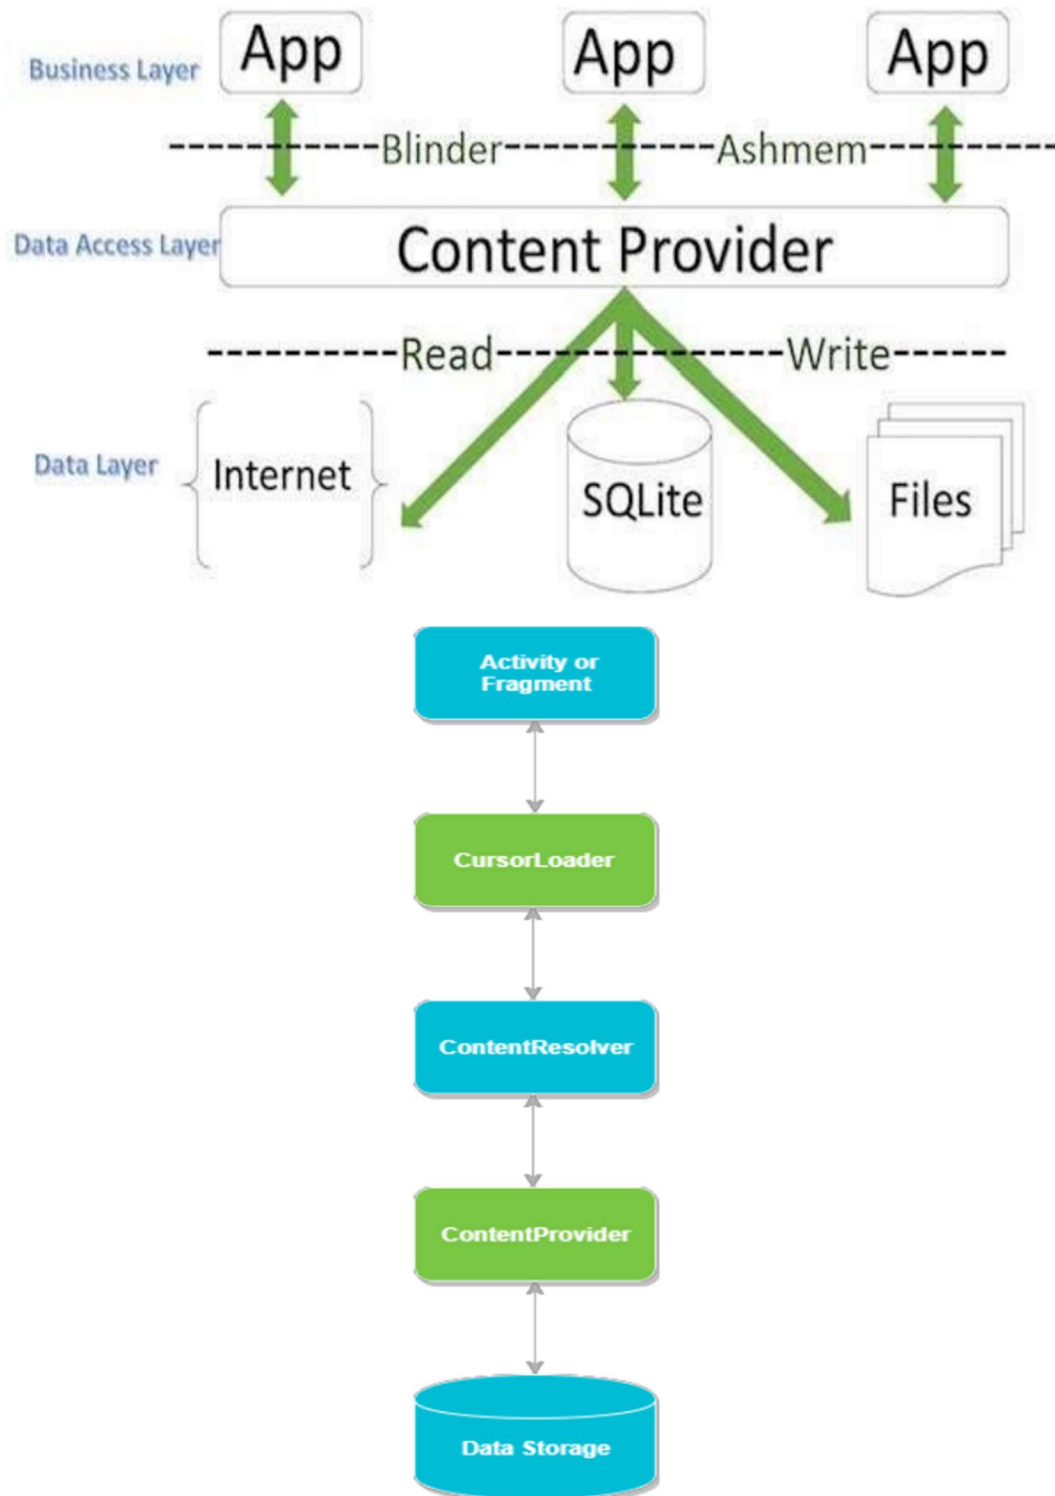 App
App
App
Business Layer
Blinder
Ashmem
Data Access Layer
Content Provider
Read
Write
Data Layer
Internet
SQLite
Files
Activity or
Fragment
CursorLoader
ContentResolver
ContentProvider
Data Storage